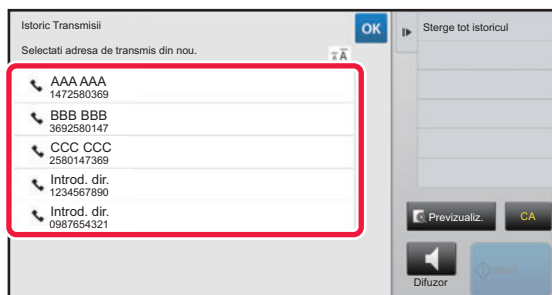 Istoric Transmisii
OK
Sterge tot istoricul
Selectati adresa de transmis din nou.
AAA AAA
1472580369
BBB BBB
3692580147
CCC CCC
2580147369
Introd. dir.
1234567890
Introd. dir.
0987654321
Previzualiz.
CA
Difuzor
Start